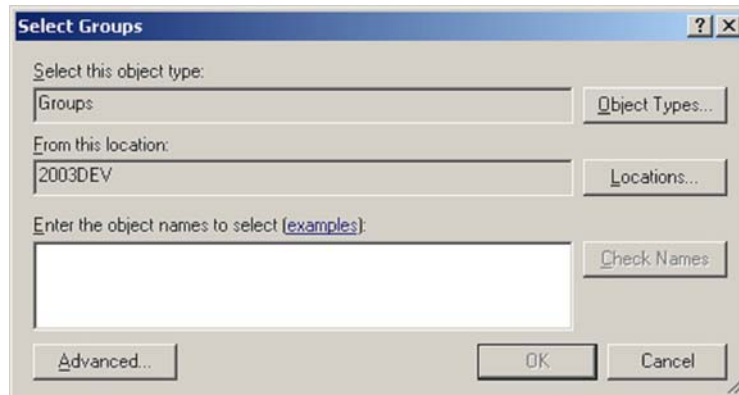 Select Groups
Select this object type:
Groups
Object Types...
From this location:
2003DEV
Locations...
Enter the object names to select (examples):
Check Names
Advanced...
OK
Cancel